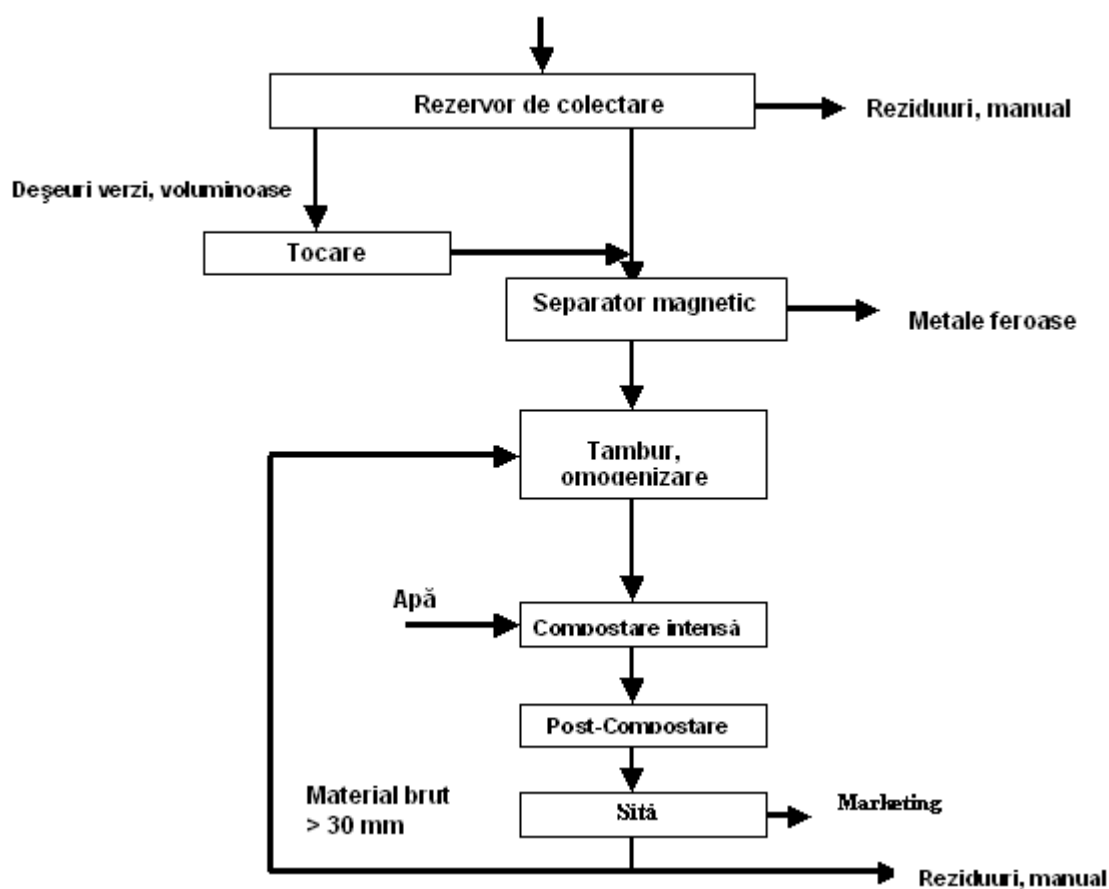 Rezervor de colectare
Reziduuri, manual
Deşeuri verzi, voluminoase
Tocare
Separator magnetic
Metale feroase
Tambur,
omogenizare
Apă
Compostare intensă
Post-Compostare
Material brut
> 30 mm
Sită
Marketing
Reziduuri, manual